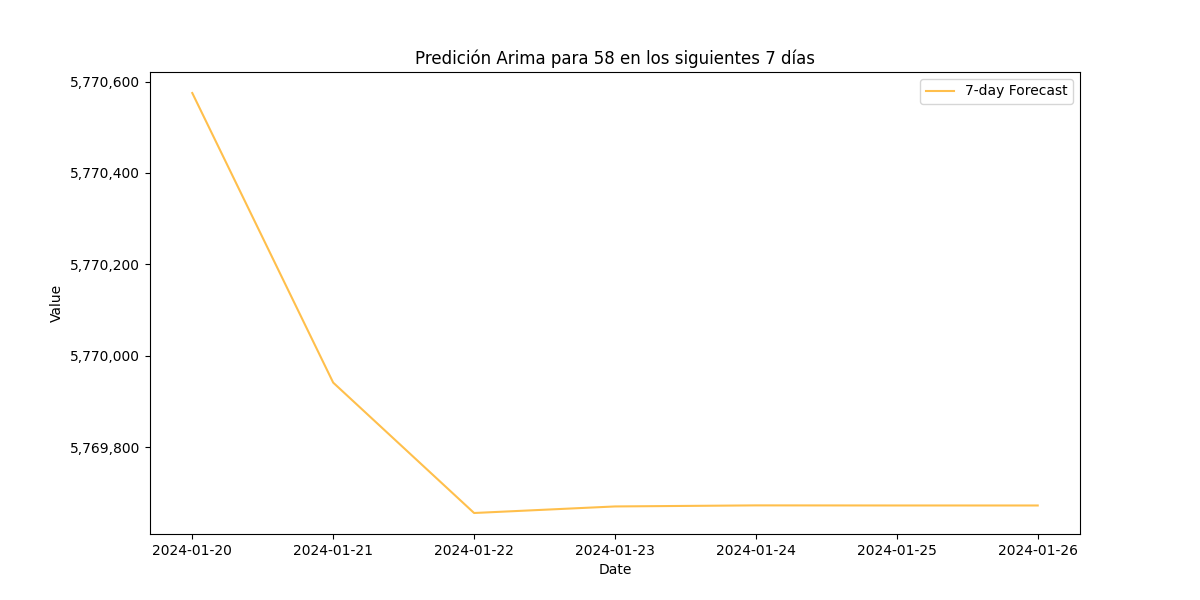 Predición Arima para 58 en los siguientes 7 días
7-day Forecast
5,770,600
5,770,400
5,770,200
5,770,000
5,769,800
Value
2024-01-20 2024-01-21 2024-01-22 2024-01-23 2024-01-24 2024-01-25 2024-01-26
Date